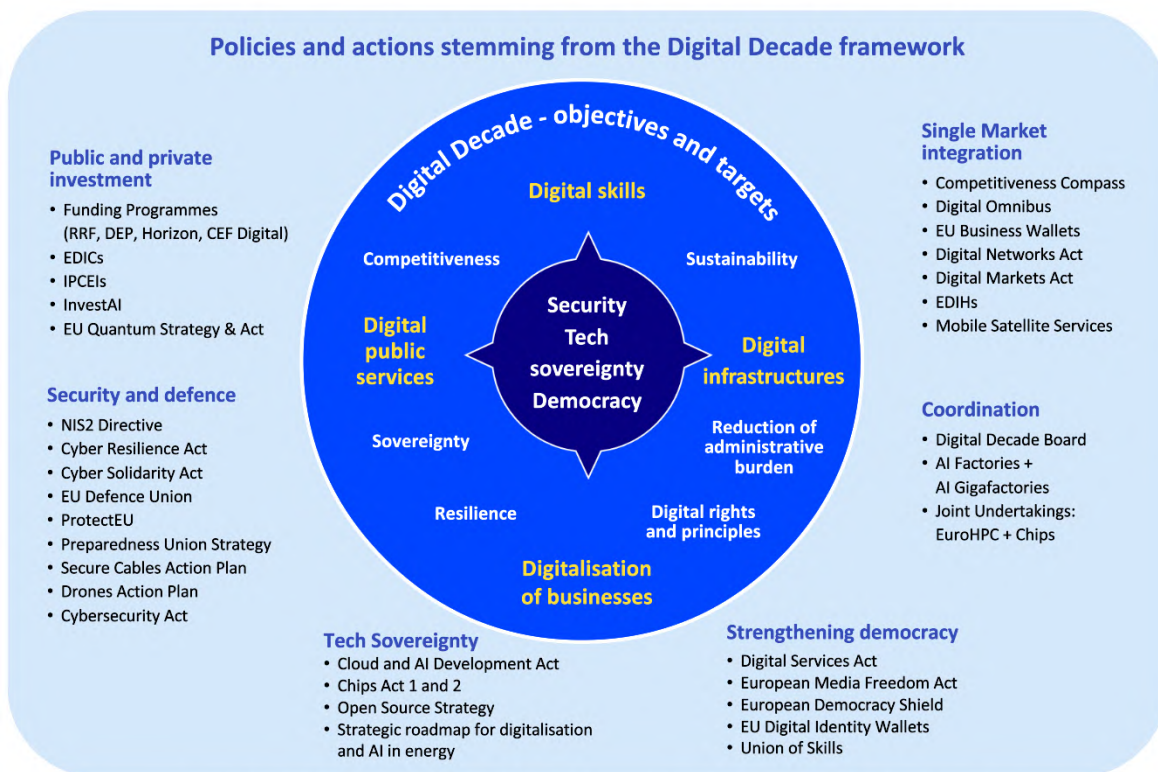 Policies and actions stemming from the Digital Decade framework
Public and private
investment
• Funding Programmes
(RRF, DEP, Horizon, CEF Digital)
• EDICs
• IPCEIs
• InvestAI
• EU Quantum Strategy & Act
Security and defence
• NIS2 Directive
• Cyber Resilience Act
• Cyber Solidarity Act
• EU Defence Union
• ProtectEU
• Preparedness Union Strategy
• Secure Cables Action Plan
• Drones Action Plan
• Cybersecurity Act
Digital Decade - objectives and targets
Digital skills
Competitiveness
Sustainability
Digital
public
services
Security
Tech
sovereignty
Democracy
Digital
infrastructures
Sovereignty
Reduction of
administrative
burden
Resilience
Digital rights
and principles
Digitalisation
of businesses
Single Market
integration
• Competitiveness Compass
• Digital Omnibus
• EU Business Wallets
• Digital Networks Act
• Digital Markets Act
• EDIHs
• Mobile Satellite Services
Coordination
• Digital Decade Board
• AI Factories +
AI Gigafactories
• Joint Undertakings:
EuroHPC + Chips
Tech Sovereignty
• Cloud and AI Development Act
• Chips Act 1 and 2
• Open Source Strategy
• Strategic roadmap for digitalisation
and AI in energy
Strengthening democracy
• Digital Services Act
• European Media Freedom Act
• European Democracy Shield
• EU Digital Identity Wallets
• Union of Skills